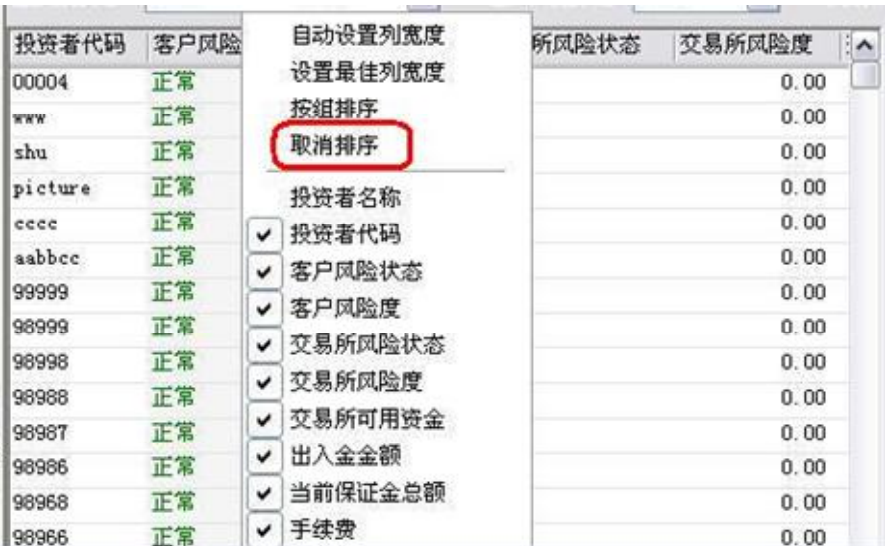 投资者代码 客户风险 所风险状态 交易所风险度
自动设置列宽度
设置最佳列宽度
按组排序
取消排序
投资者名称
投资者代码
客户风险状态
客户风险度
交易所风险状态
交易所风险度
交易所可用资金
出入金金额
当前保证金总额
手续费
00004 正常 0.00
www 正常 0.00
shu 正常 0.00
picture 正常 0.00
cccc 正常 0.00
aabbcc 正常 0.00
99999 正常 0.00
98999 正常 0.00
98998 正常 0.00
98988 正常 0.00
98987 正常 0.00
98986 正常 0.00
98968 正常 0.00
98966 正常 0.00